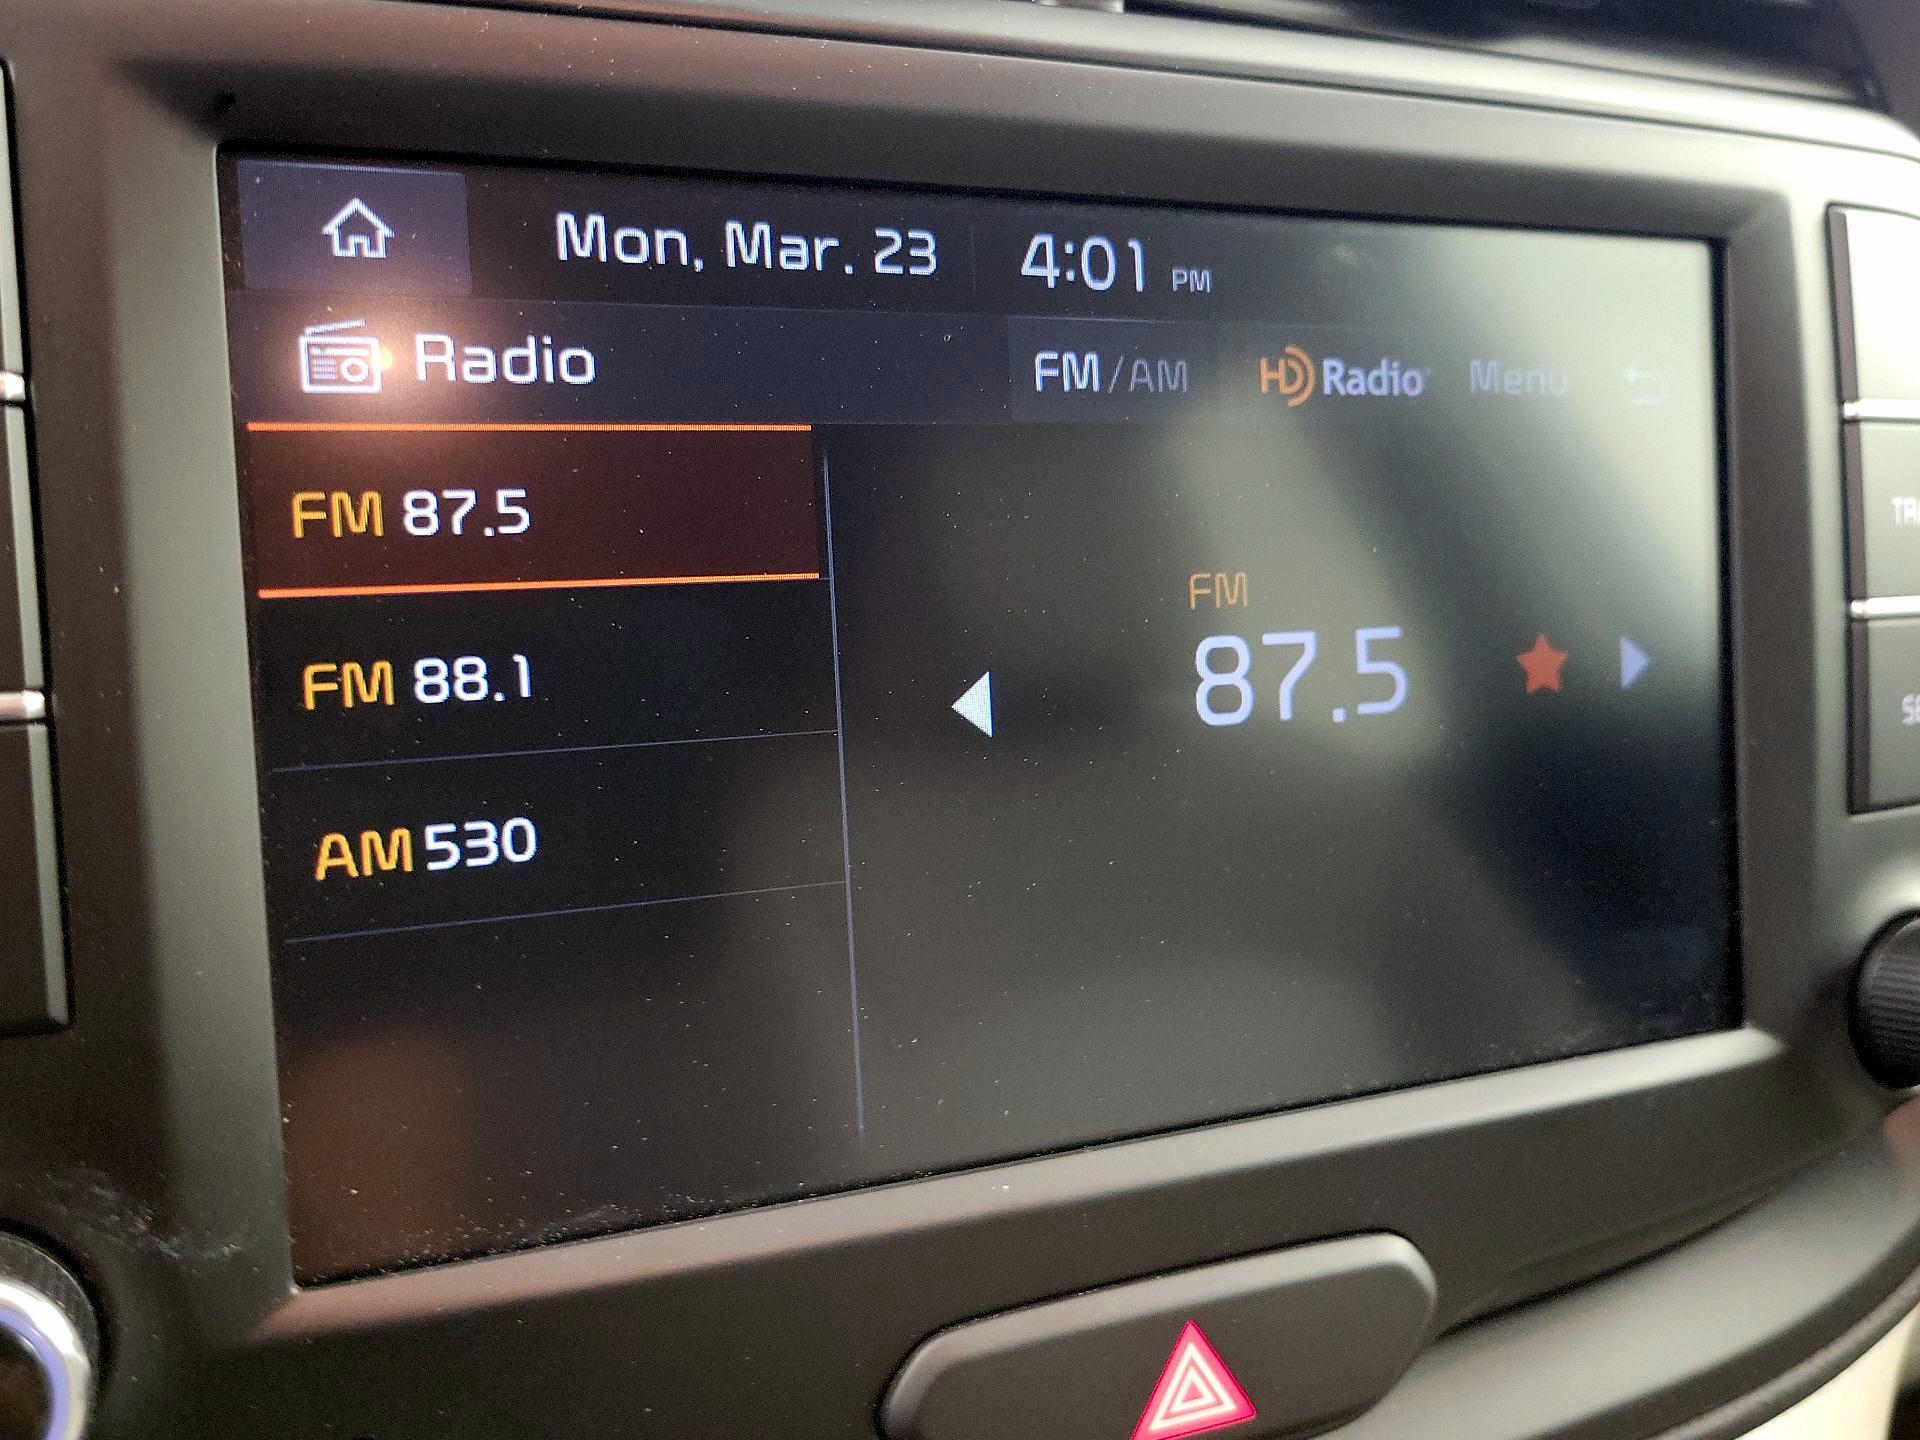 Mon, Mar. 23 4:01 PM
Radio FM/AM HD Radio Menu
FM 87.5
FM 88.1
AM 530
FM
87.5